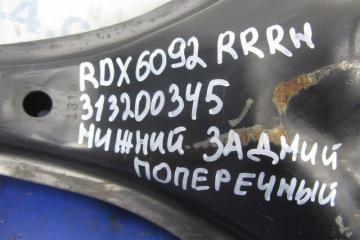 RDX6092 RRRH
313200345
НИЖНИЙ ЗАДНИЙ
ПОПЕРЕЧНЫЙ